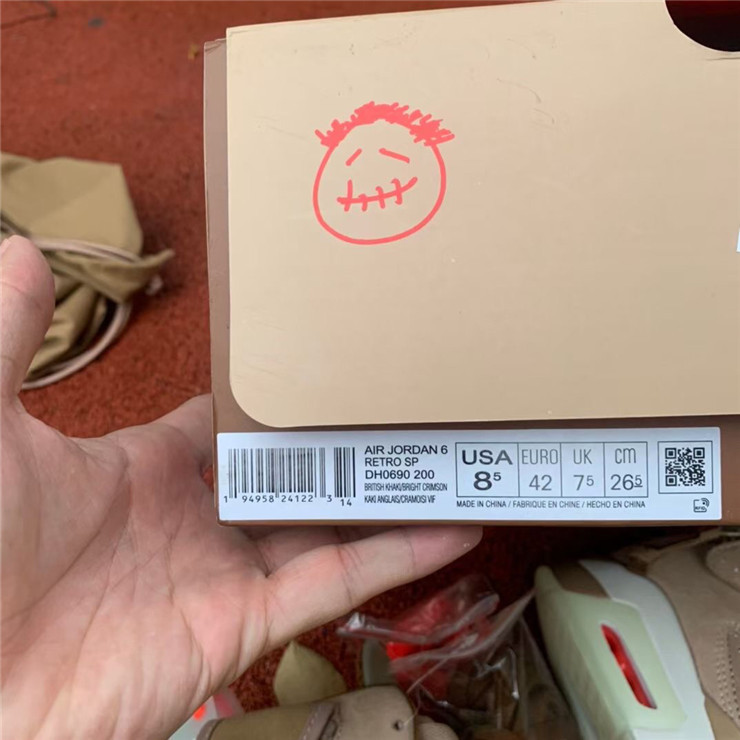 AIR JORDAN 6
RETRO SP
DH0690 200
BRITISH KHAKI/BRIGHT CRIMSON
KAKI ANGLAIS/CRAMOISI VIF
1 94958 24122 3 14
USA EURO UK cm
8⁵ 42 7⁵ 26⁵
MADE IN CHINA / FABRIQUE EN CHINE / HECHO EN CHINA